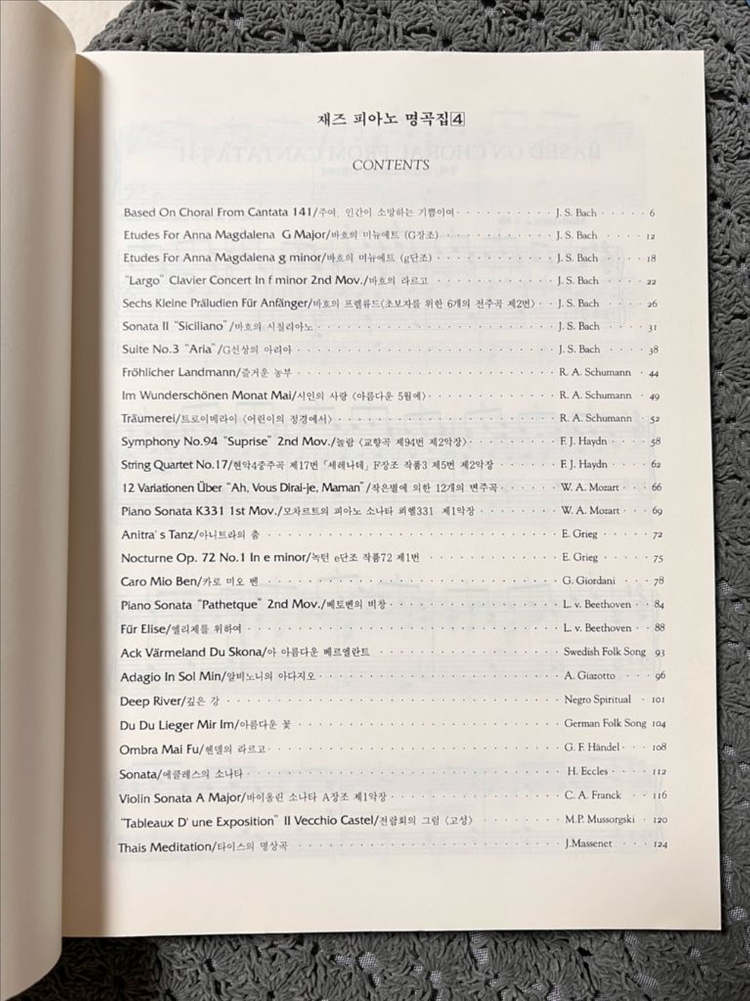 재즈 피아노 명곡집4
CONTENTS
Based On Choral From Cantata 141/주여, 인간이 소망하는 기쁨이여 · · · · · · · · · · J. S. Bach · · · · · 6
Etudes For Anna Magdalena G Major/바흐의 미뉴에트 (G장조) · · · · · · · · · · J. S. Bach · · · · · 12
Etudes For Anna Magdalena g minor/바흐의 미뉴에트 (g단조) · · · · · · · · · · J. S. Bach · · · · · 18
"Largo" Clavier Concert In f minor 2nd Mov./바흐의 라르고 · · · · · · · · · · J. S. Bach · · · · · 22
Sechs Kleine Präludien Für Anfänger/바흐의 프렐류드<초보자를 위한 6개의 전주곡 제2번> · · J. S. Bach · · · · · 26
Sonata II "Siciliano"/바흐의 시칠리아노 · · · · · · · · · · J. S. Bach · · · · · 31
Suite No.3 "Aria"/G선상의 아리아 · · · · · · · · · · J. S. Bach · · · · · 38
Fröhlicher Landmann/즐거운 농부 · · · · · · · · · · R. A. Schumann · 44
Im Wunderschönen Monat Mai/시인의 사랑 <아름다운 5월에> · · · · · · · · · · R. A. Schumann · 49
Träumerei/트로이메라이 <어린이의 정경에서> · · · · · · · · · · R. A. Schumann · 52
Symphony No.94 "Suprise" 2nd Mov./놀람 <교향곡 제94번 제2악장> · · · · · · · · · · F. J. Haydn · · · · 58
String Quartet No.17/현악4중주곡 제17번 「세레나데」 F장조 작품3 제5번 제2악장 · · · · · · F. J. Haydn · · · · 62
12 Variationen Über "Ah, Vous Dirai-je, Maman"/작은별에 의한 12개의 변주곡 · · · · · · W. A. Mozart · · · 66
Piano Sonata K331 1st Mov./모차르트의 피아노 소나타 쾨헬331 제1악장 · · · · · · · · W. A. Mozart · · · 69
Anitra's Tanz/아니트라의 춤 · · · · · · · · · · E. Grieg · · · · · 72
Nocturne Op. 72 No.1 In e minor/녹턴 e단조 작품72 제1번 · · · · · · · · · · E. Grieg · · · · · 75
Caro Mio Ben/카로 미오 벤 · · · · · · · · · · G. Giordani · · · 78
Piano Sonata "Pathetque" 2nd Mov./베토벤의 비창 · · · · · · · · · · L. v. Beethoven · · 84
Für Elise/엘리제를 위하여 · · · · · · · · · · L. v. Beethoven · · 88
Ack Värmeland Du Skona/아 아름다운 베르멜란트 · · · · · · · · · · Swedish Folk Song 93
Adagio In Sol Min/알비노니의 아다지오 · · · · · · · · · · A. Giazotto · · · 96
Deep River/깊은 강 · · · · · · · · · · Negro Spiritual · 101
Du Du Lieger Mir Im/아름다운 꽃 · · · · · · · · · · German Folk Song 104
Ombra Mai Fu/헨델의 라르고 · · · · · · · · · · G. F. Händel · · · 108
Sonata/에클레스의 소나타 · · · · · · · · · · H. Eccles · · · · 112
Violin Sonata A Major/바이올린 소나타 A장조 제1악장 · · · · · · · · · · C. A. Franck · · · 116
"Tableaux D' une Exposition" II Vecchio Castel/전람회의 그림 <고성> · · · · · · · · M.P. Mussorgski · 120
Thais Meditation/타이스의 명상곡 · · · · · · · · · · J.Massenet · · · 124